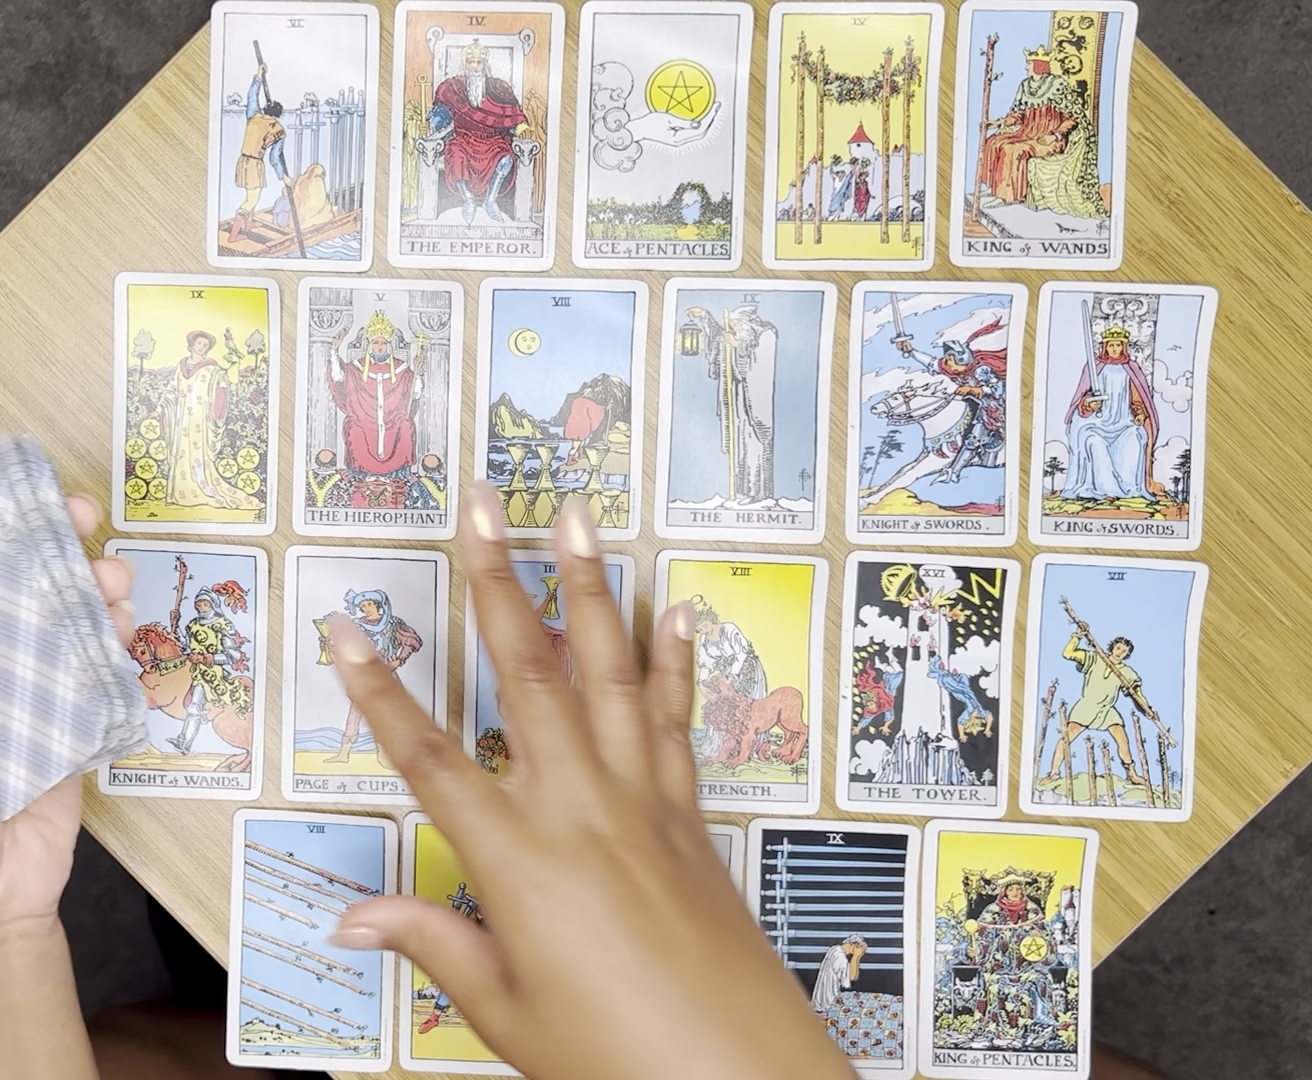 VI
IV
THE EMPEROR.
ACE of PENTACLES.
IV
KING of WANDS
IX
V
THE HIEROPHANT
VIII
IX
THE HERMIT.
KNIGHT of SWORDS.
KING of SWORDS.
KNIGHT of WANDS.
PAGE of CUPS.
III
VIII
TRENGTH.
XVI
THE TOWER.
VII
VIII
IX
KING of PENTACLES.